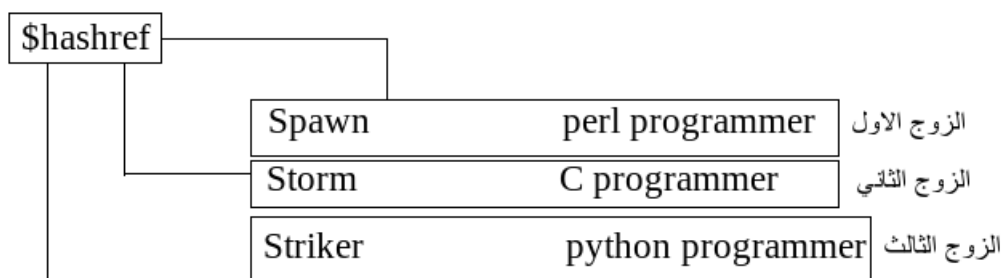 $hashref
Spawn perl programmer الزوج الاول
Storm C programmer الزوج الثاني
Striker python programmer الزوج الثالث